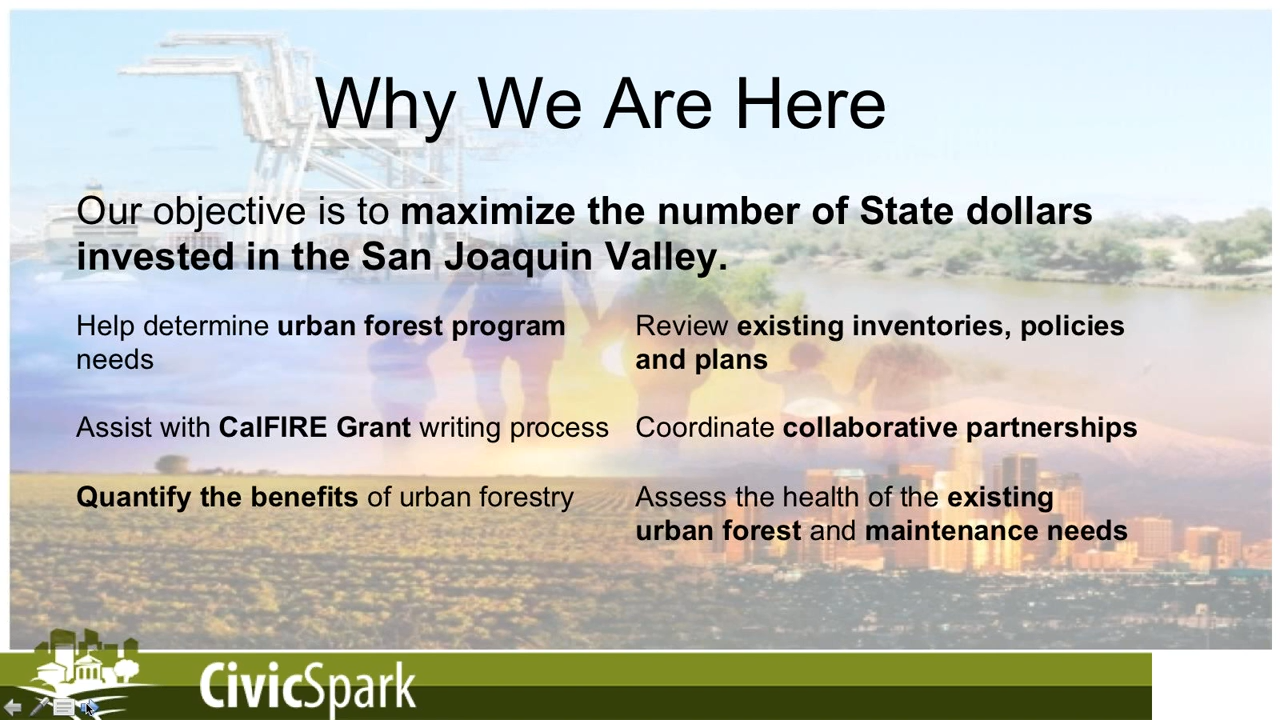 Why We Are Here
Our objective is to maximize the number of State dollars
invested in the San Joaquin Valley.
Help determine urban forest program
needs
Assist with CalFIRE Grant writing process
Quantify the benefits of urban forestry
Review existing inventories, policies
and plans
Coordinate collaborative partnerships
Assess the health of the existing
urban forest and maintenance needs
CivicSpark